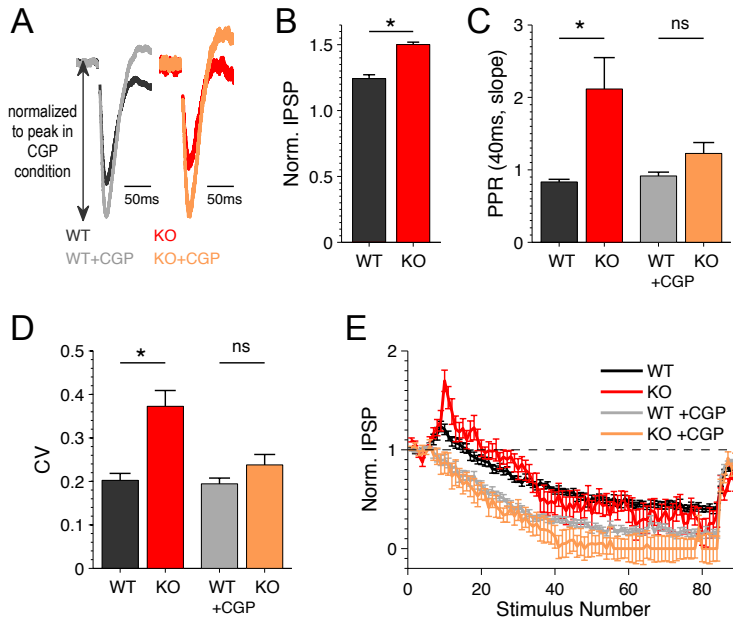 A
normalized
to peak in
CGP
condition
50ms
50ms
WT
KO
WT+CGP
KO+CGP
B
Norm. IPSP
1.5
1.0
0.5
0.0
*
WT
KO
C
PPR (40ms, slope)
3
2
1
0
*
ns
WT
KO
WT
KO
+CGP
D
CV
0.5
0.4
0.3
0.2
0.1
0
*
ns
WT
KO
WT
KO
+CGP
E
Norm. IPSP
2
1
0
WT
KO
WT +CGP
KO +CGP
0
20
40
60
80
Stimulus Number